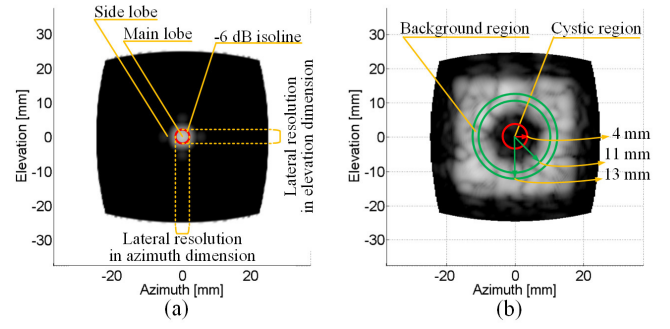 Side lobe
Main lobe
-6 dB isoline
Elevation [mm]
30
20
10
0
-10
-20
-30
Lateral resolution
in elevation dimension
Lateral resolution
in azimuth dimension
-20
0
20
Azimuth [mm]
(a)
Background region
Cystic region
Elevation [mm]
30
20
10
0
-10
-20
-30
4 mm
11 mm
13 mm
-20
0
20
Azimuth [mm]
(b)